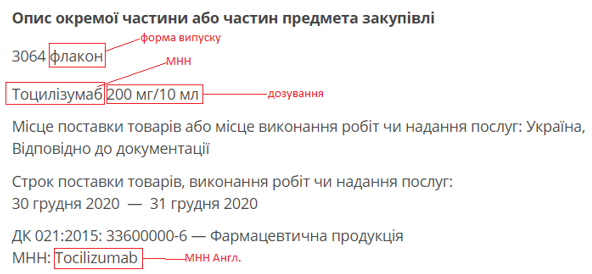 Опис окремої частини або частин предмета закупівлі
форма випуску
3064 флакон
МНН
Тоцилізумаб 200 мг/10 мл
дозування
Місце поставки товарів або місце виконання робіт чи надання послуг: Україна,
Відповідно до документації
Строк поставки товарів, виконання робіт чи надання послуг:
30 грудня 2020 — 31 грудня 2020
ДК 021:2015: 33600000-6 — Фармацевтична продукція
МНН: Tocilizumab
МНН Англ.